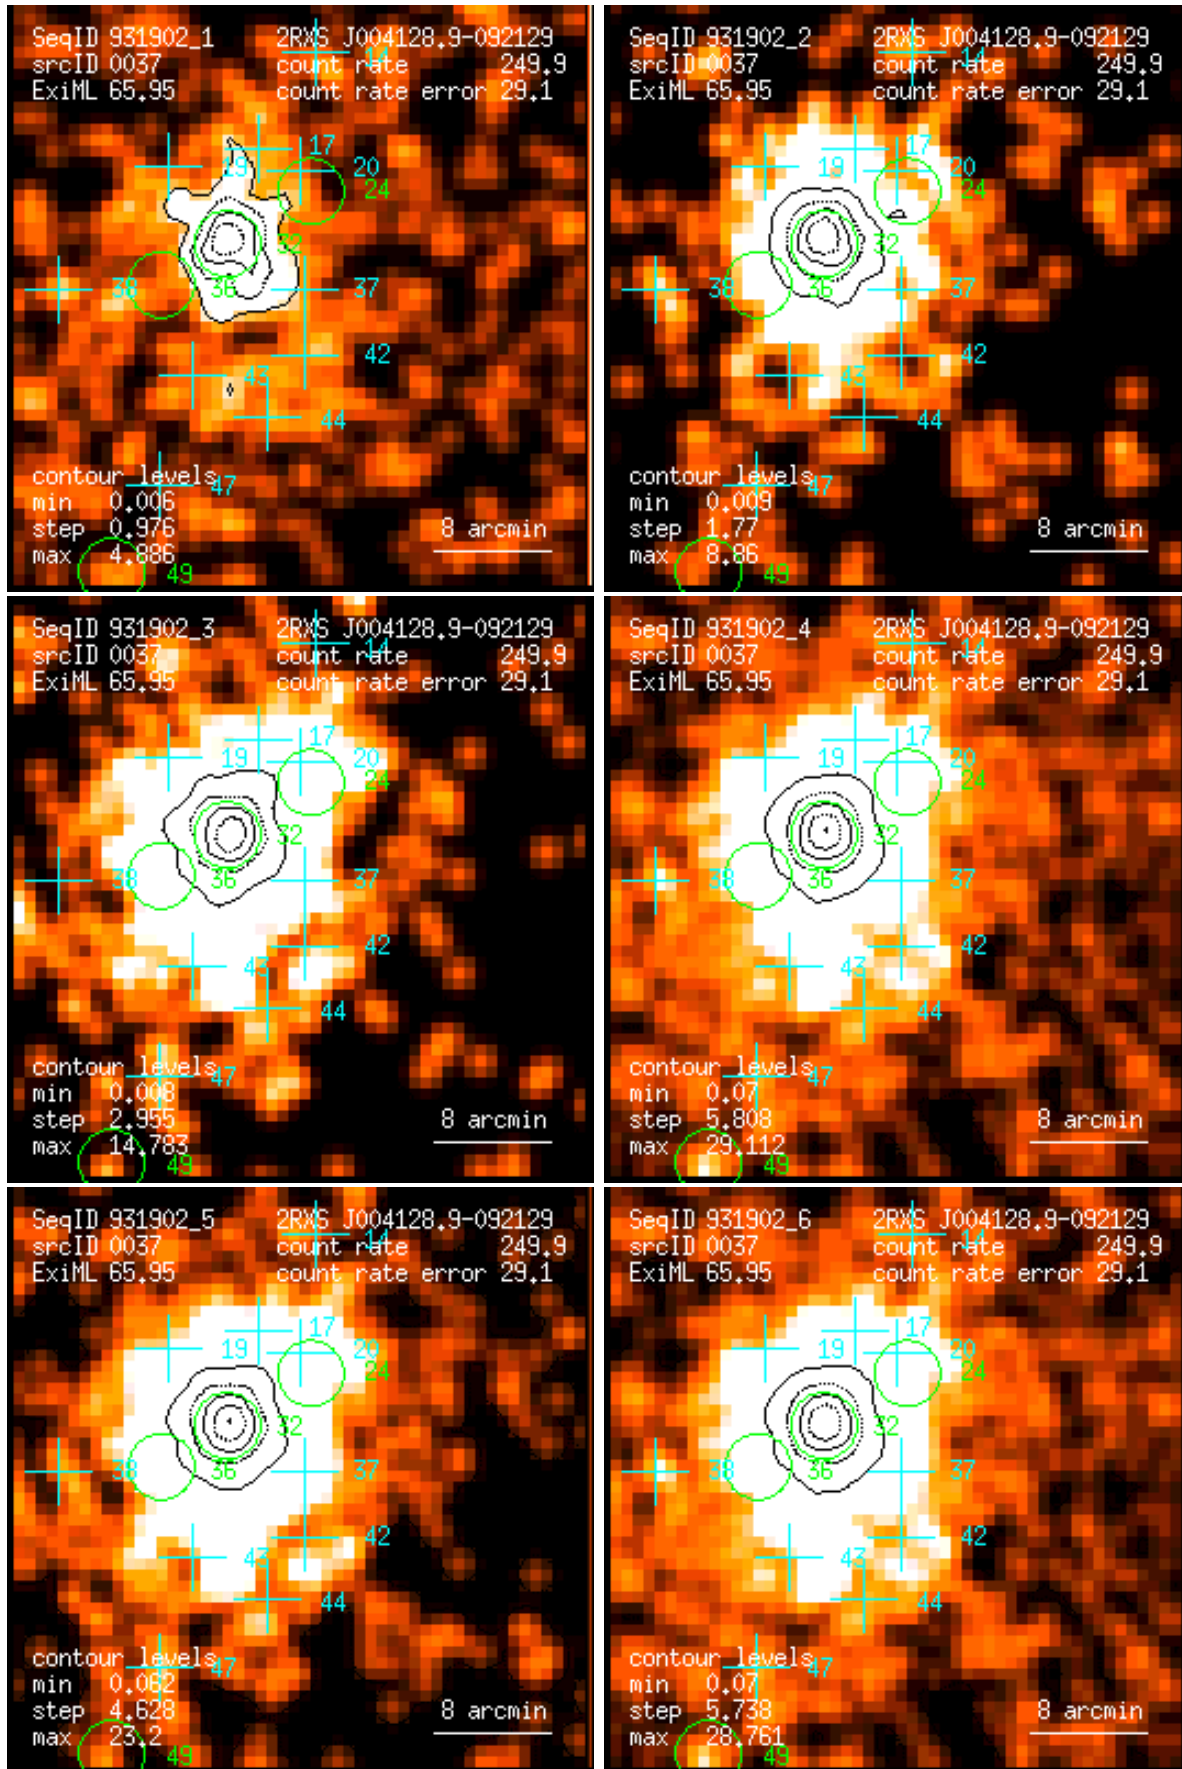 SeqID 931902_1 2RXS J004128.9-092129
srcID 0037 count rate 249.9
ExiML 65.95 count rate error 29.1
14
17
19 20
24
32
38 36 37
42
43
44
contour levels
47
min 0.006
step 0.976 8 arcmin
max 4.886
49
SeqID 931902_2 2RXS J004128.9-092129
srcID 0037 count rate 249.9
ExiML 65.95 count rate error 29.1
14
17
19 20
24
32
38 36 37
42
43
44
contour levels
47
min 0.009
step 1.77 8 arcmin
max 8.86
49
SeqID 931902_3 2RXS J004128.9-092129
srcID 0037 count rate 249.9
ExiML 65.95 count rate error 29.1
14
17
19 20
24
32
38 36 37
42
43
44
contour levels
47
min 0.008
step 2.955 8 arcmin
max 14.783
49
SeqID 931902_4 2RXS J004128.9-092129
srcID 0037 count rate 249.9
ExiML 65.95 count rate error 29.1
14
17
19 20
24
32
38 36 37
42
43
44
contour levels
47
min 0.07
step 5.808 8 arcmin
max 29.112
49
SeqID 931902_5 2RXS J004128.9-092129
srcID 0037 count rate 249.9
ExiML 65.95 count rate error 29.1
14
17
19 20
24
32
38 36 37
42
43
44
contour levels
47
min 0.062
step 4.628 8 arcmin
max 23.2
49
SeqID 931902_6 2RXS J004128.9-092129
srcID 0037 count rate 249.9
ExiML 65.95 count rate error 29.1
14
17
19 20
24
32
38 36 37
42
43
44
contour levels
47
min 0.07
step 5.738 8 arcmin
max 28.761
49